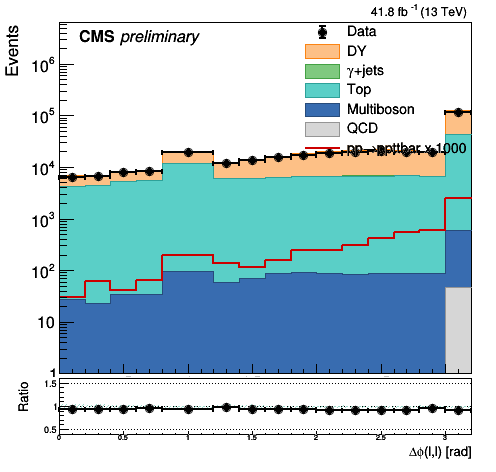 41.8 fb⁻¹ (13 TeV)
Events
CMS preliminary
Data
DY
γ+jets
Top
Multiboson
QCD
pp→ppttbar x 1000
10⁶
10⁵
10⁴
10³
10²
10
1
Ratio
1.5
1
0.5
0 0.5 1 1.5 2 2.5 3
Δϕ(l,l) [rad]